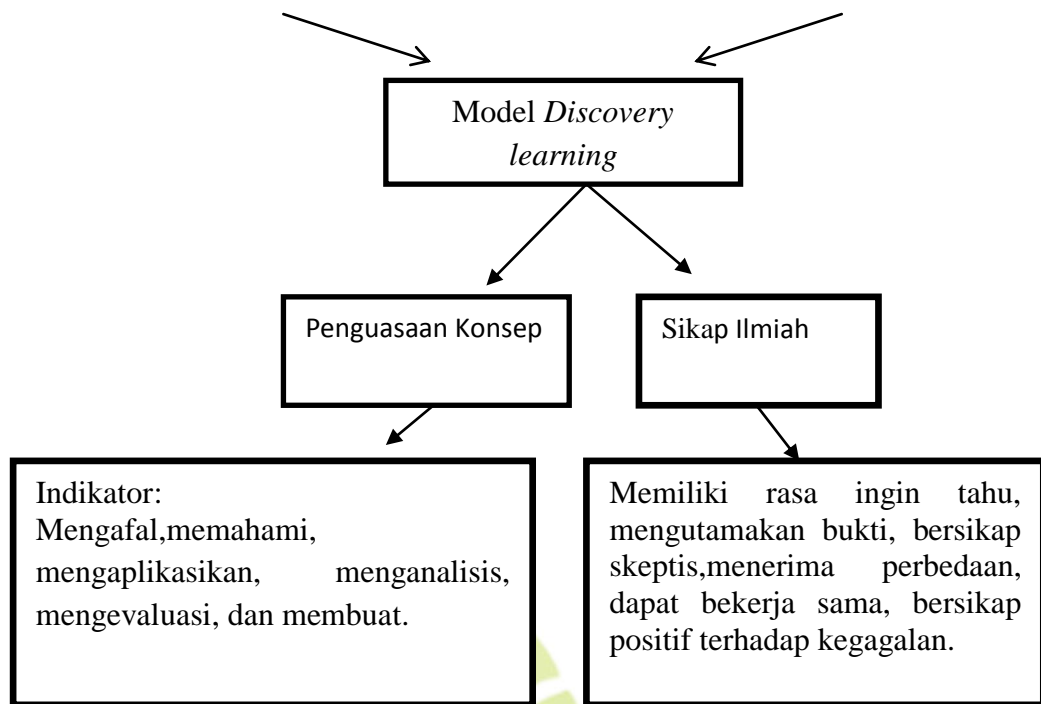 Model Discovery
learning
Penguasaan Konsep
Sikap Ilmiah
Indikator:
Mengafal,memahami,
mengaplikasikan, menganalisis,
mengevaluasi, dan membuat.
Memiliki rasa ingin tahu,
mengutamakan bukti, bersikap
skeptis,menerima perbedaan,
dapat bekerja sama, bersikap
positif terhadap kegagalan.